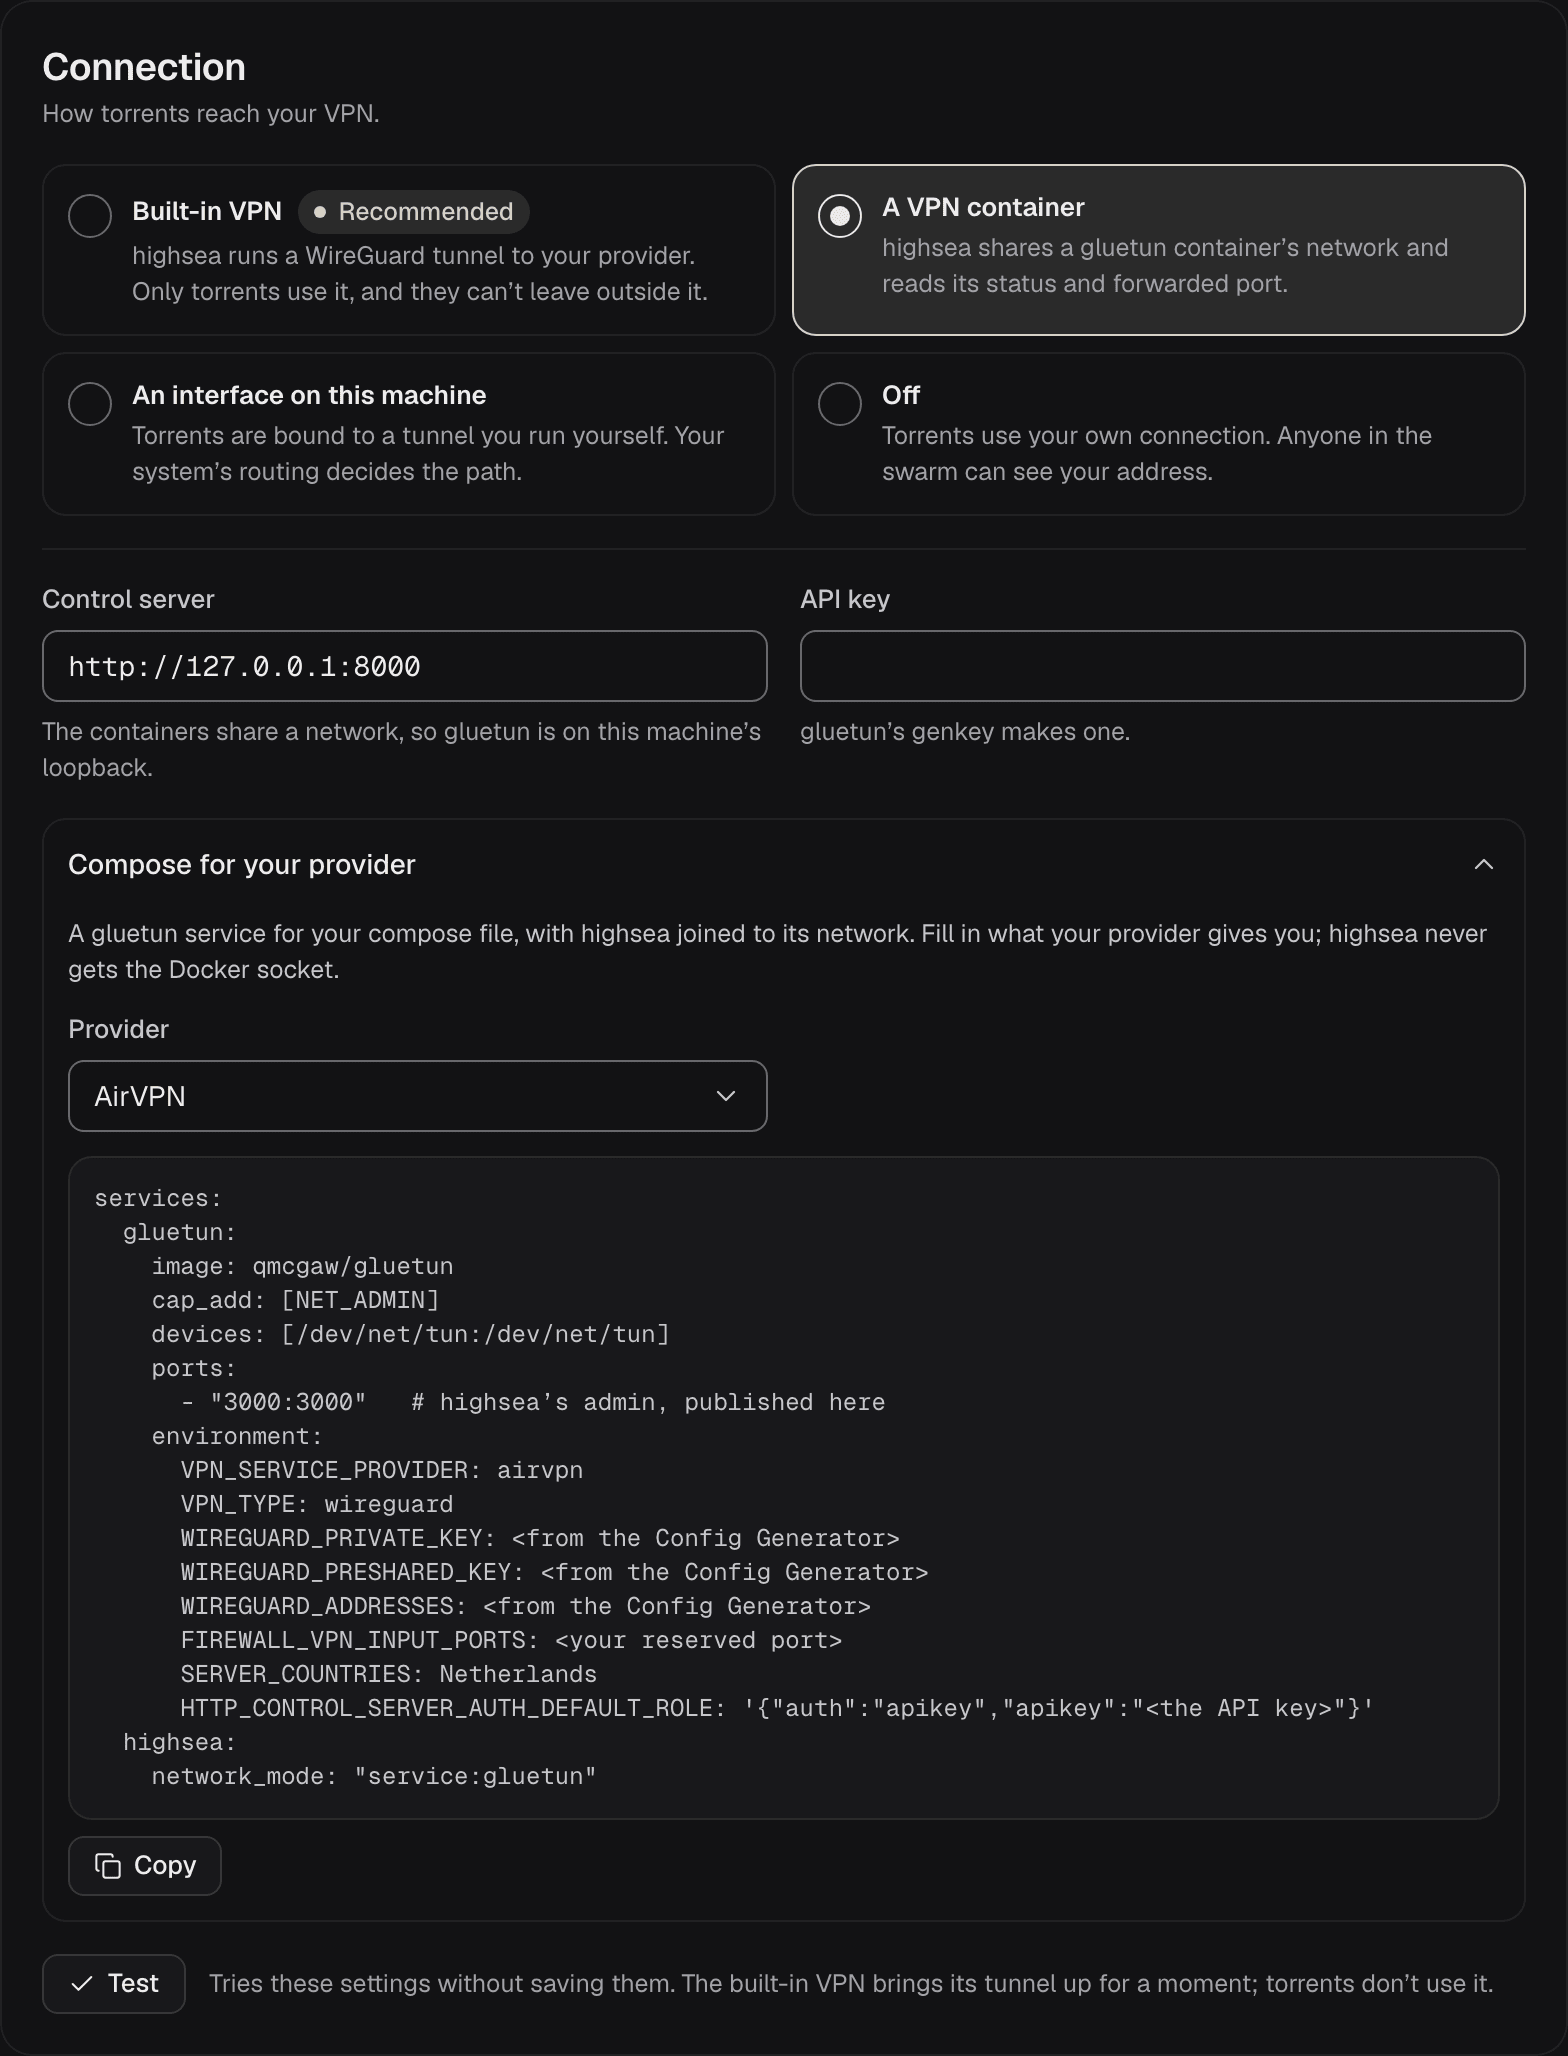 Connection
How torrents reach your VPN.
Built-in VPN
Recommended
highsea runs a WireGuard tunnel to your provider.
Only torrents use it, and they can’t leave outside it.
A VPN container
highsea shares a gluetun container’s network and
reads its status and forwarded port.
An interface on this machine
Torrents are bound to a tunnel you run yourself. Your
system’s routing decides the path.
Off
Torrents use your own connection. Anyone in the
swarm can see your address.
Control server
http://127.0.0.1:8000
The containers share a network, so gluetun is on this machine’s
loopback.
API key
gluetun’s genkey makes one.
Compose for your provider
A gluetun service for your compose file, with highsea joined to its network. Fill in what your provider gives you; highsea never
gets the Docker socket.
Provider
AirVPN
services:
  gluetun:
    image: qmcgaw/gluetun
    cap_add: [NET_ADMIN]
    devices: [/dev/net/tun:/dev/net/tun]
    ports:
      - "3000:3000"   # highsea’s admin, published here
    environment:
      VPN_SERVICE_PROVIDER: airvpn
      VPN_TYPE: wireguard
      WIREGUARD_PRIVATE_KEY: <from the Config Generator>
      WIREGUARD_PRESHARED_KEY: <from the Config Generator>
      WIREGUARD_ADDRESSES: <from the Config Generator>
      FIREWALL_VPN_INPUT_PORTS: <your reserved port>
      SERVER_COUNTRIES: Netherlands
      HTTP_CONTROL_SERVER_AUTH_DEFAULT_ROLE: '{"auth":"apikey","apikey":"<the API key>"}'
  highsea:
    network_mode: "service:gluetun"
Copy
Test
Tries these settings without saving them. The built-in VPN brings its tunnel up for a moment; torrents don’t use it.